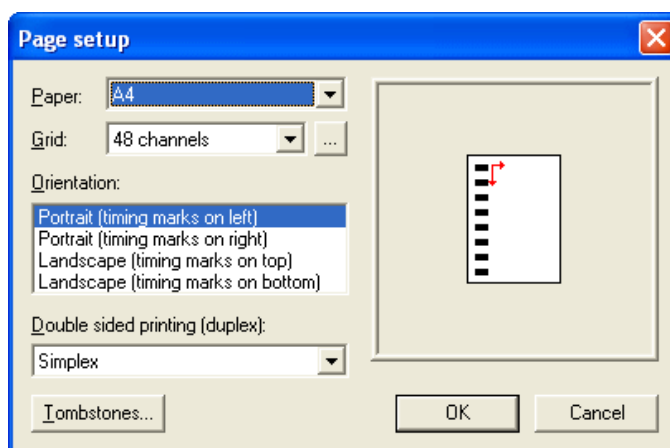 Page setup
Paper: A4
Grid: 48 channels ...
Orientation:
Portrait (timing marks on left)
Portrait (timing marks on right)
Landscape (timing marks on top)
Landscape (timing marks on bottom)
Double sided printing (duplex):
Simplex
Tombstones... OK Cancel